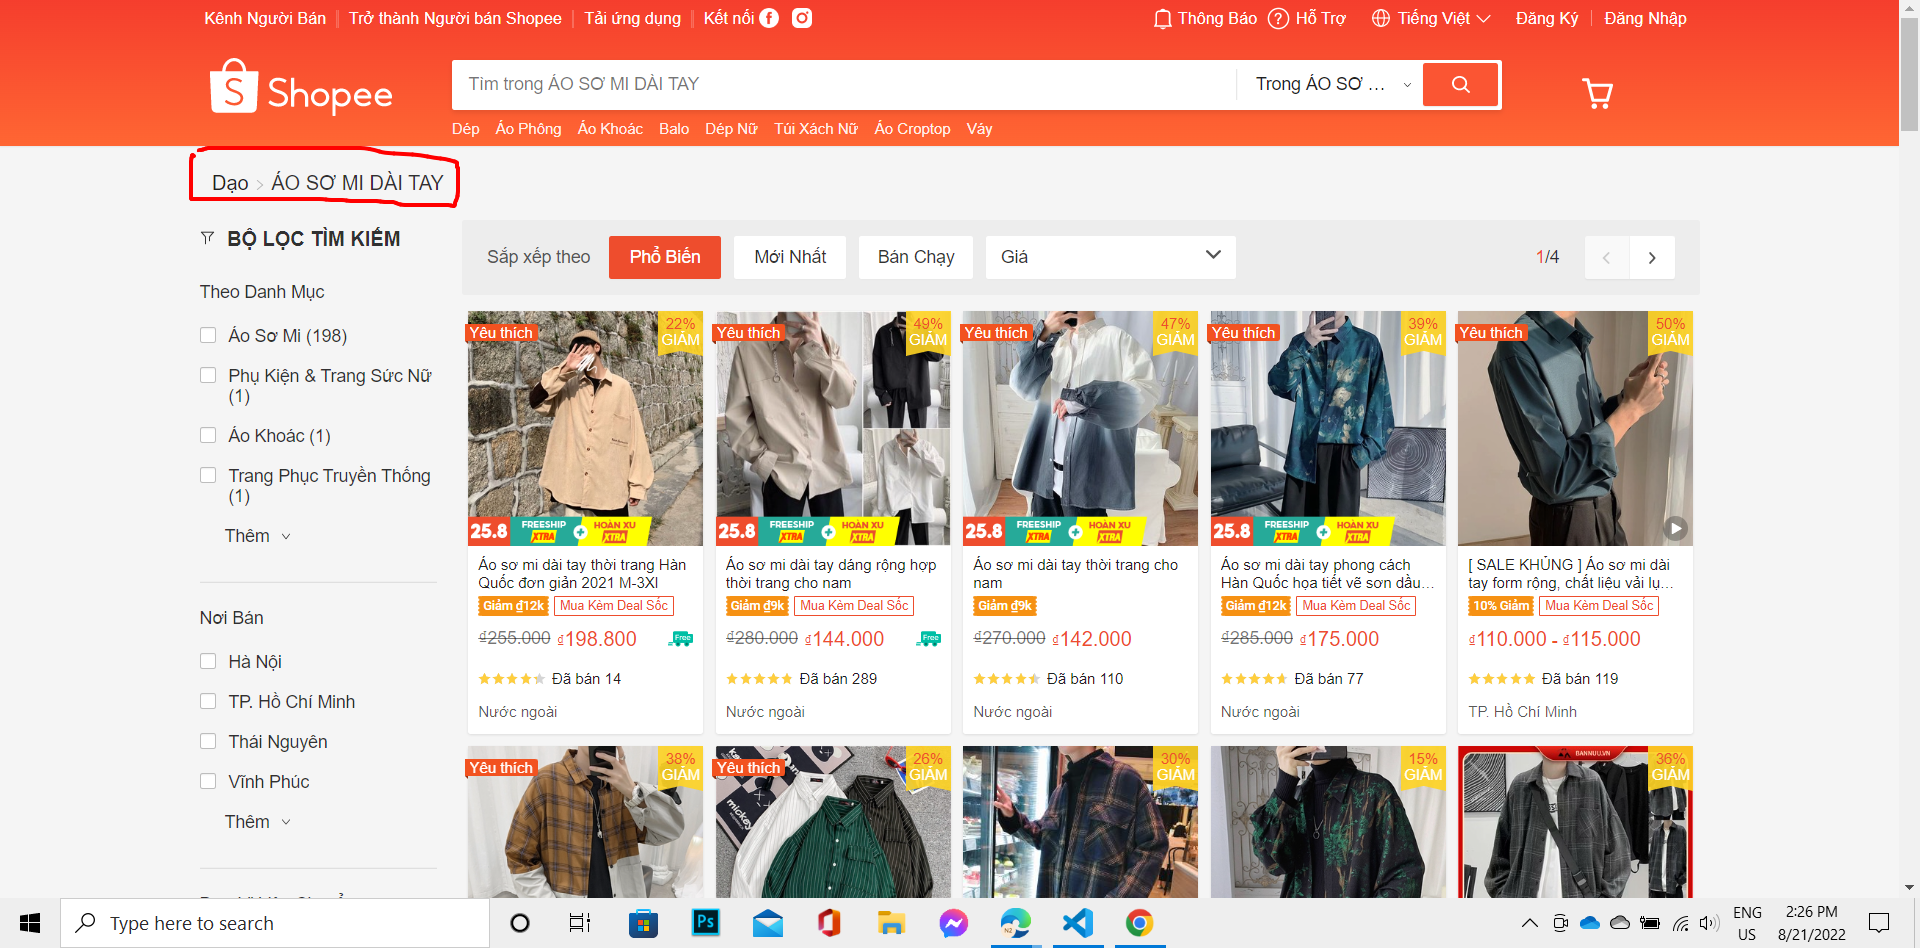 Kênh Người Bán
Trở thành Người bán Shopee
Tải ứng dụng
Kết nối
Thông Báo
Hỗ Trợ
Tiếng Việt
Đăng Ký
Đăng Nhập
Shopee
Tìm trong ÁO SƠ MI DÀI TAY
Trong ÁO SƠ ...
Dép Áo Phông Áo Khoác Balo Dép Nữ Túi Xách Nữ Áo Croptop Váy
Dạo > ÁO SƠ MI DÀI TAY
BỘ LỌC TÌM KIẾM
Theo Danh Mục
Áo Sơ Mi (198)
Phụ Kiện & Trang Sức Nữ
(1)
Áo Khoác (1)
Trang Phục Truyền Thống
(1)
Thêm
Nơi Bán
Hà Nội
TP. Hồ Chí Minh
Thái Nguyên
Vĩnh Phúc
Thêm
Sắp xếp theo
Phổ Biến
Mới Nhất
Bán Chạy
Giá
1/4
Yêu thích
22%
GIẢM
25.8 FREESHIP XTRA + HOÀN XU XTRA
Áo sơ mi dài tay thời trang Hàn
Quốc đơn giản 2021 M-3Xl
Giảm ₫12k
Mua Kèm Deal Sốc
₫255.000 ₫198.800
Free
Đã bán 14
Nước ngoài
Yêu thích
49%
GIẢM
25.8 FREESHIP XTRA + HOÀN XU XTRA
Áo sơ mi dài tay dáng rộng hợp
thời trang cho nam
Giảm ₫9k
Mua Kèm Deal Sốc
₫280.000 ₫144.000
Free
Đã bán 289
Nước ngoài
Yêu thích
47%
GIẢM
25.8 FREESHIP XTRA + HOÀN XU XTRA
Áo sơ mi dài tay thời trang cho
nam
Giảm ₫9k
₫270.000 ₫142.000
Đã bán 110
Nước ngoài
Yêu thích
39%
GIẢM
25.8 FREESHIP XTRA + HOÀN XU XTRA
Áo sơ mi dài tay phong cách
Hàn Quốc họa tiết vẽ sơn dầu...
Giảm ₫12k
Mua Kèm Deal Sốc
₫285.000 ₫175.000
Đã bán 77
Nước ngoài
Yêu thích
50%
GIẢM
[ SALE KHỦNG ] Áo sơ mi dài
tay form rộng, chất liệu vải lụ...
10% Giảm
Mua Kèm Deal Sốc
₫110.000 - ₫115.000
Đã bán 119
TP. Hồ Chí Minh
Yêu thích
38%
GIẢM
Yêu thích
26%
GIẢM
mickey
30%
GIẢM
15%
GIẢM
BANNUU.VN
36%
GIẢM
Type here to search
Ps
ENG
US
2:26 PM
8/21/2022